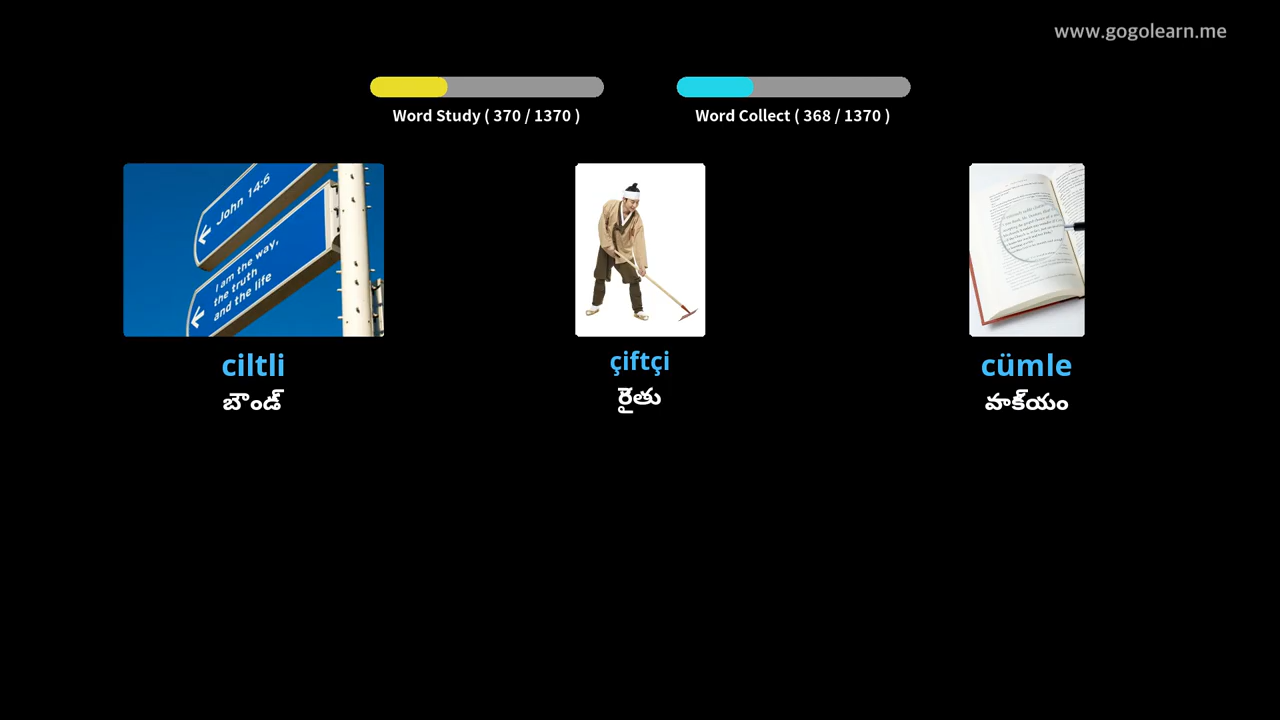 www.gogolearn.me
Word Study ( 370 / 1370 )
Word Collect ( 368 / 1370 )
John 14:6
I am the way,
the truth
and the life
ciltli
çiftçi
cümle
బౌండ్
రైతు
వాక్‌యం